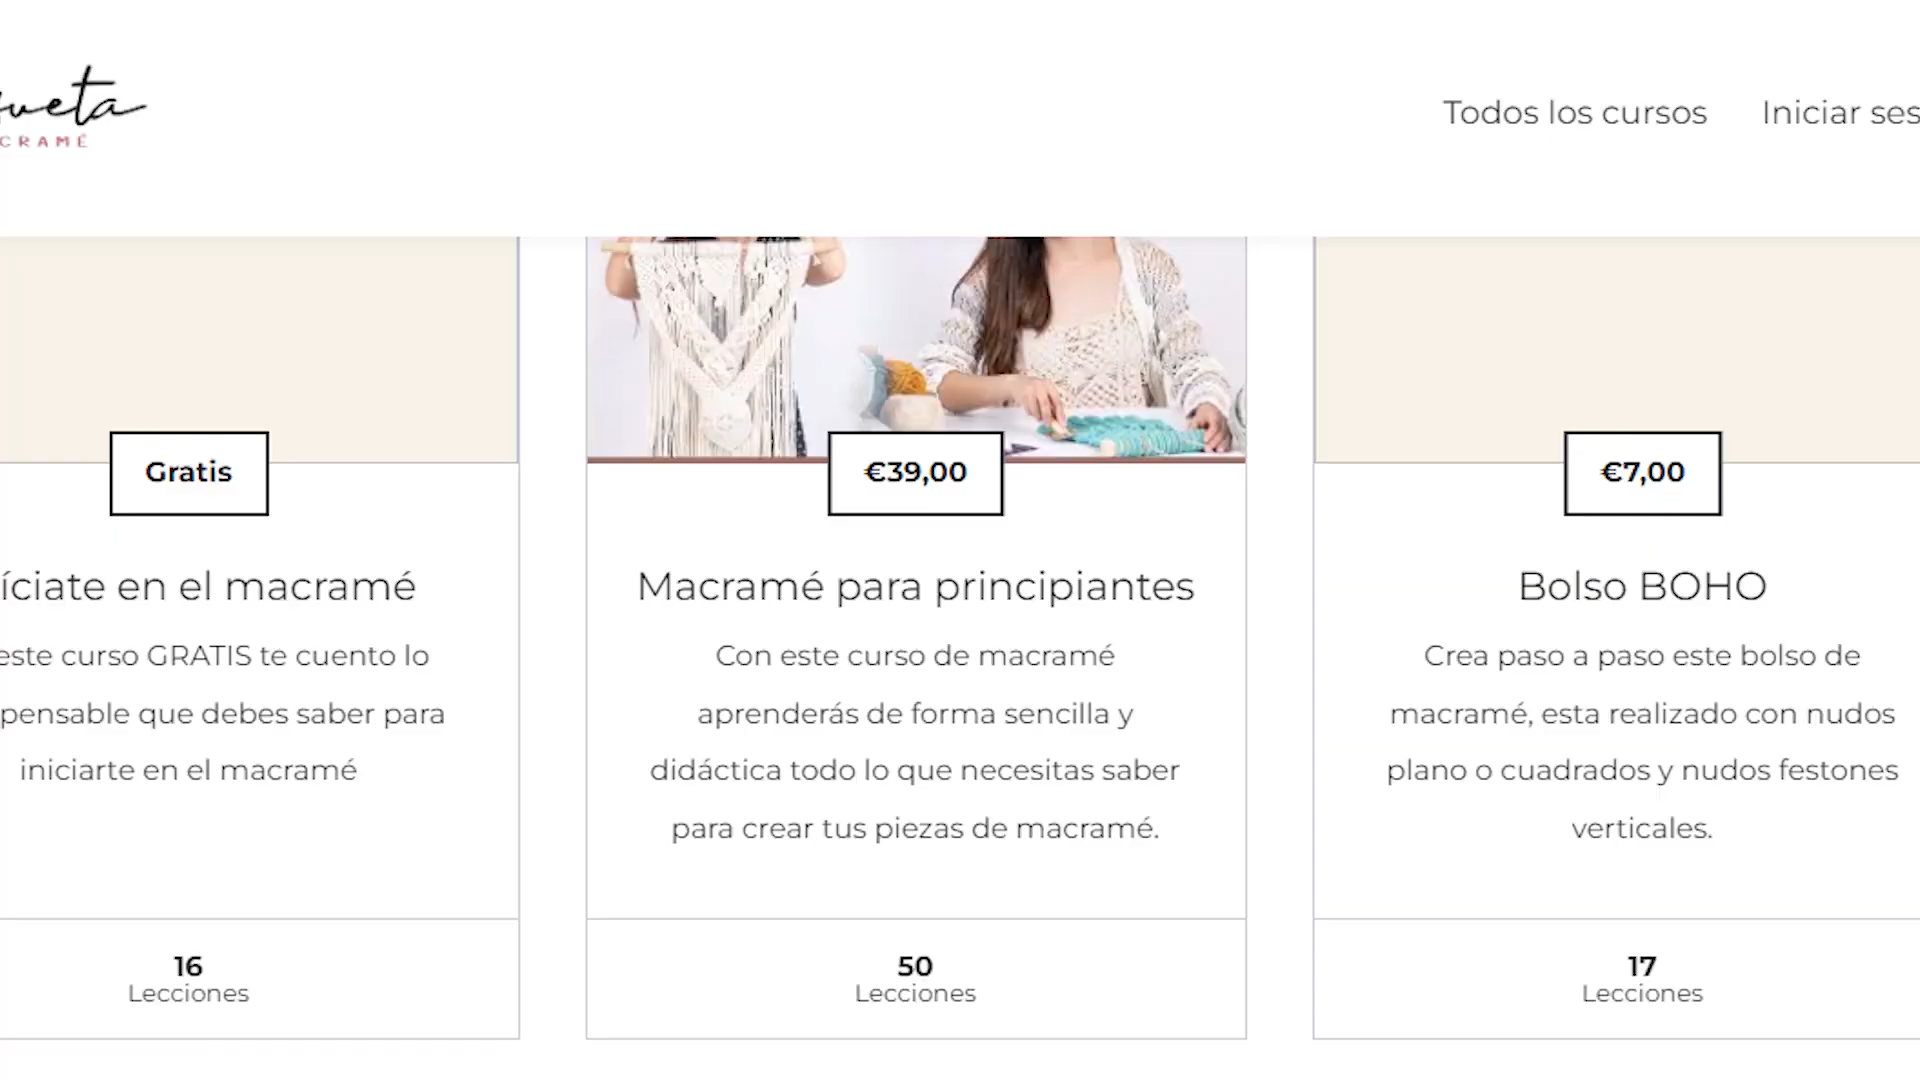 ueta
CRAMÉ
Todos los cursos
Iniciar ses
Gratis
€39,00
€7,00
íciate en el macramé
este curso GRATIS te cuento lo
pensable que debes saber para
iniciarte en el macramé
16
Lecciones
Macramé para principiantes
Con este curso de macramé
aprenderás de forma sencilla y
didáctica todo lo que necesitas saber
para crear tus piezas de macramé.
50
Lecciones
Bolso BOHO
Crea paso a paso este bolso de
macramé, esta realizado con nudos
plano o cuadrados y nudos festones
verticales.
17
Lecciones